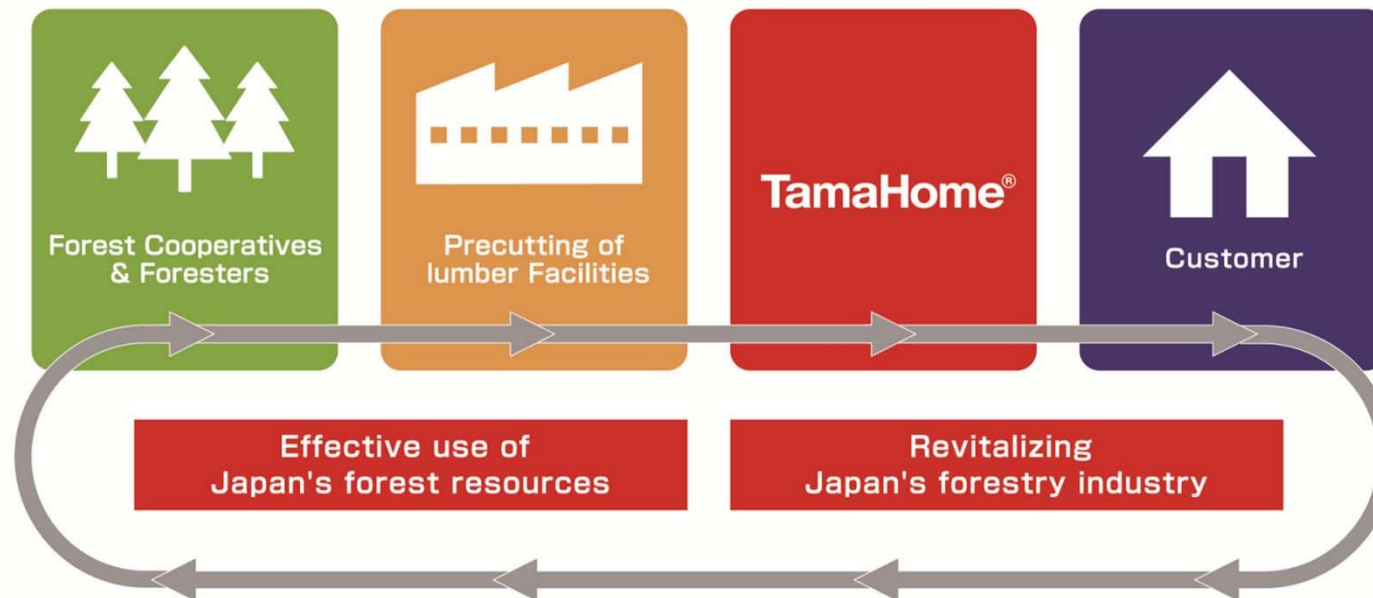 Forest Cooperatives
& Foresters
Precutting of
lumber Facilities
TamaHome®
Customer
Effective use of
Japan's forest resources
Revitalizing
Japan's forestry industry